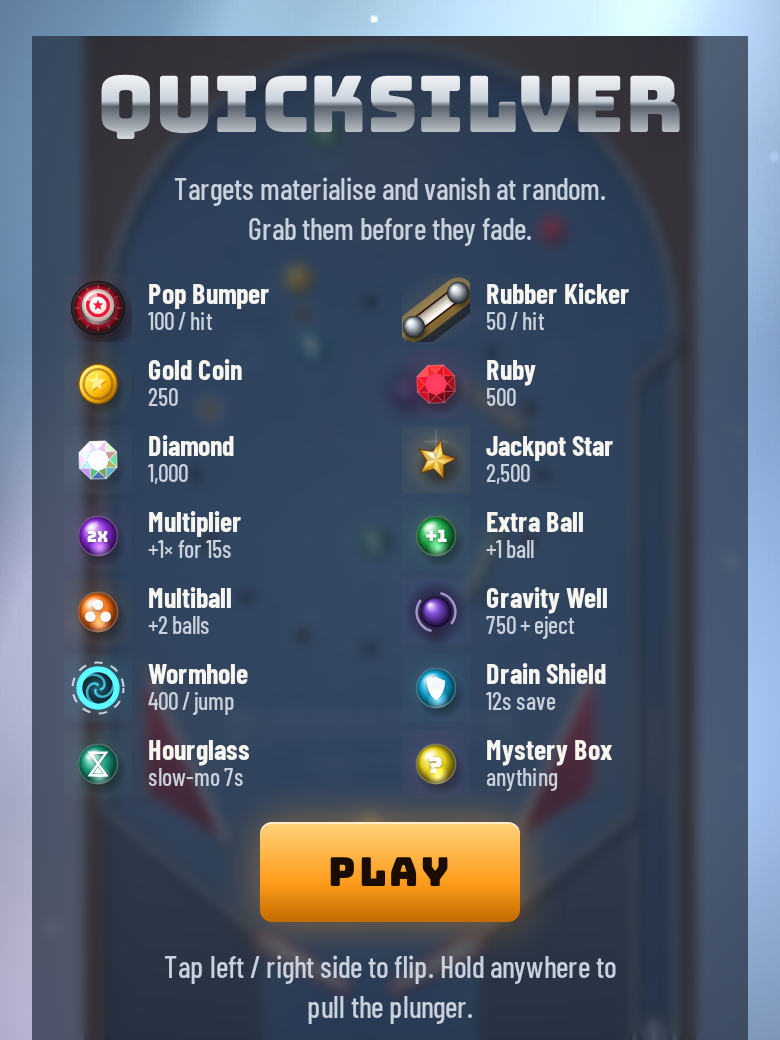 QUICKSILVER
Targets materialise and vanish at random.
Grab them before they fade.
Pop Bumper
100 / hit
Rubber Kicker
50 / hit
Gold Coin
250
Ruby
500
Diamond
1,000
Jackpot Star
2,500
2X
Multiplier
+1× for 15s
+1
Extra Ball
+1 ball
Multiball
+2 balls
Gravity Well
750 + eject
Wormhole
400 / jump
Drain Shield
12s save
Hourglass
slow-mo 7s
?
Mystery Box
anything
PLAY
Tap left / right side to flip. Hold anywhere to
pull the plunger.